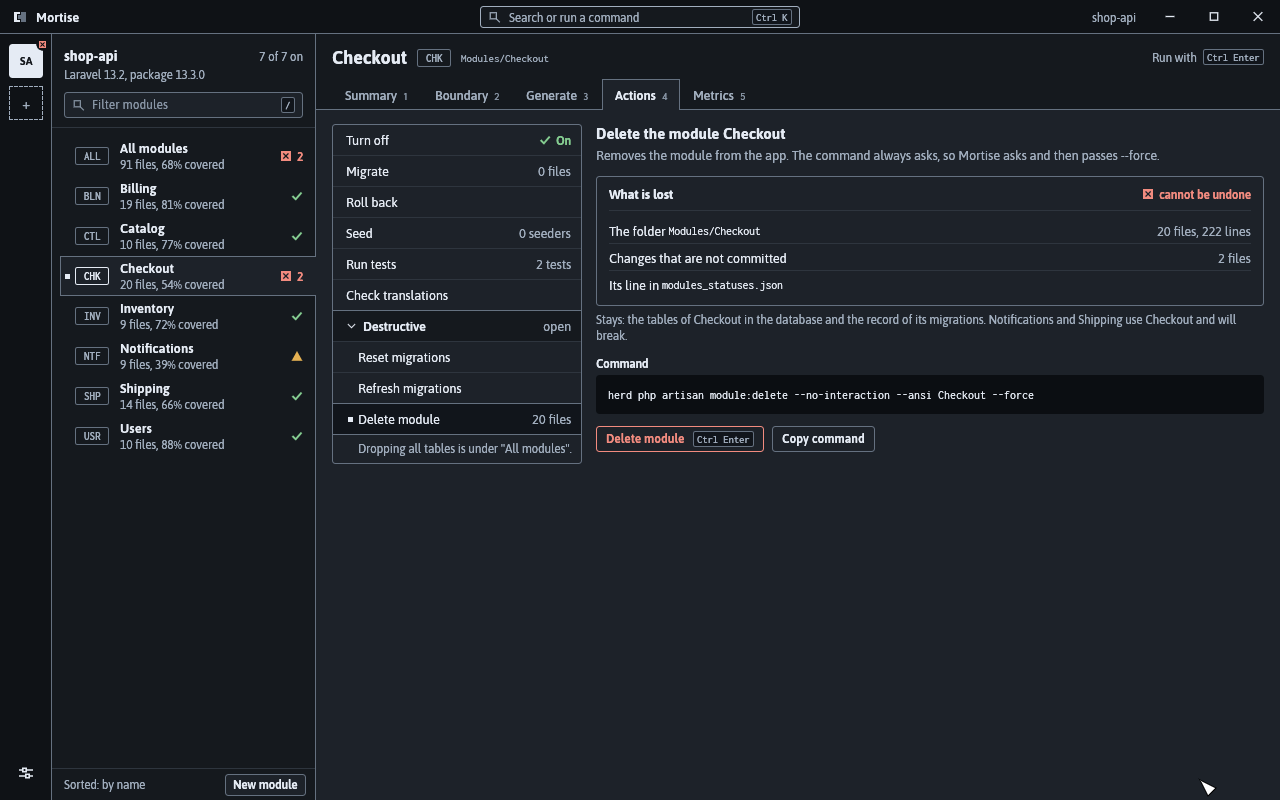 Mortise
Search or run a command Ctrl K
shop-api
SA
+
shop-api 7 of 7 on
Laravel 13.2, package 13.3.0
Filter modules /
ALL All modules 2
91 files, 68% covered
BLN Billing
19 files, 81% covered
CTL Catalog
10 files, 77% covered
CHK Checkout 2
20 files, 54% covered
INV Inventory
9 files, 72% covered
NTF Notifications
9 files, 39% covered
SHP Shipping
14 files, 66% covered
USR Users
10 files, 88% covered
Sorted: by name New module
Checkout CHK Modules/Checkout Run with Ctrl Enter
Summary 1 Boundary 2 Generate 3 Actions 4 Metrics 5
Turn off On
Migrate 0 files
Roll back
Seed 0 seeders
Run tests 2 tests
Check translations
Destructive open
Reset migrations
Refresh migrations
Delete module 20 files
Dropping all tables is under "All modules".
Delete the module Checkout
Removes the module from the app. The command always asks, so Mortise asks and then passes --force.
What is lost cannot be undone
The folder Modules/Checkout 20 files, 222 lines
Changes that are not committed 2 files
Its line in modules_statuses.json
Stays: the tables of Checkout in the database and the record of its migrations. Notifications and Shipping use Checkout and will
break.
Command
herd php artisan module:delete --no-interaction --ansi Checkout --force
Delete module Ctrl Enter Copy command